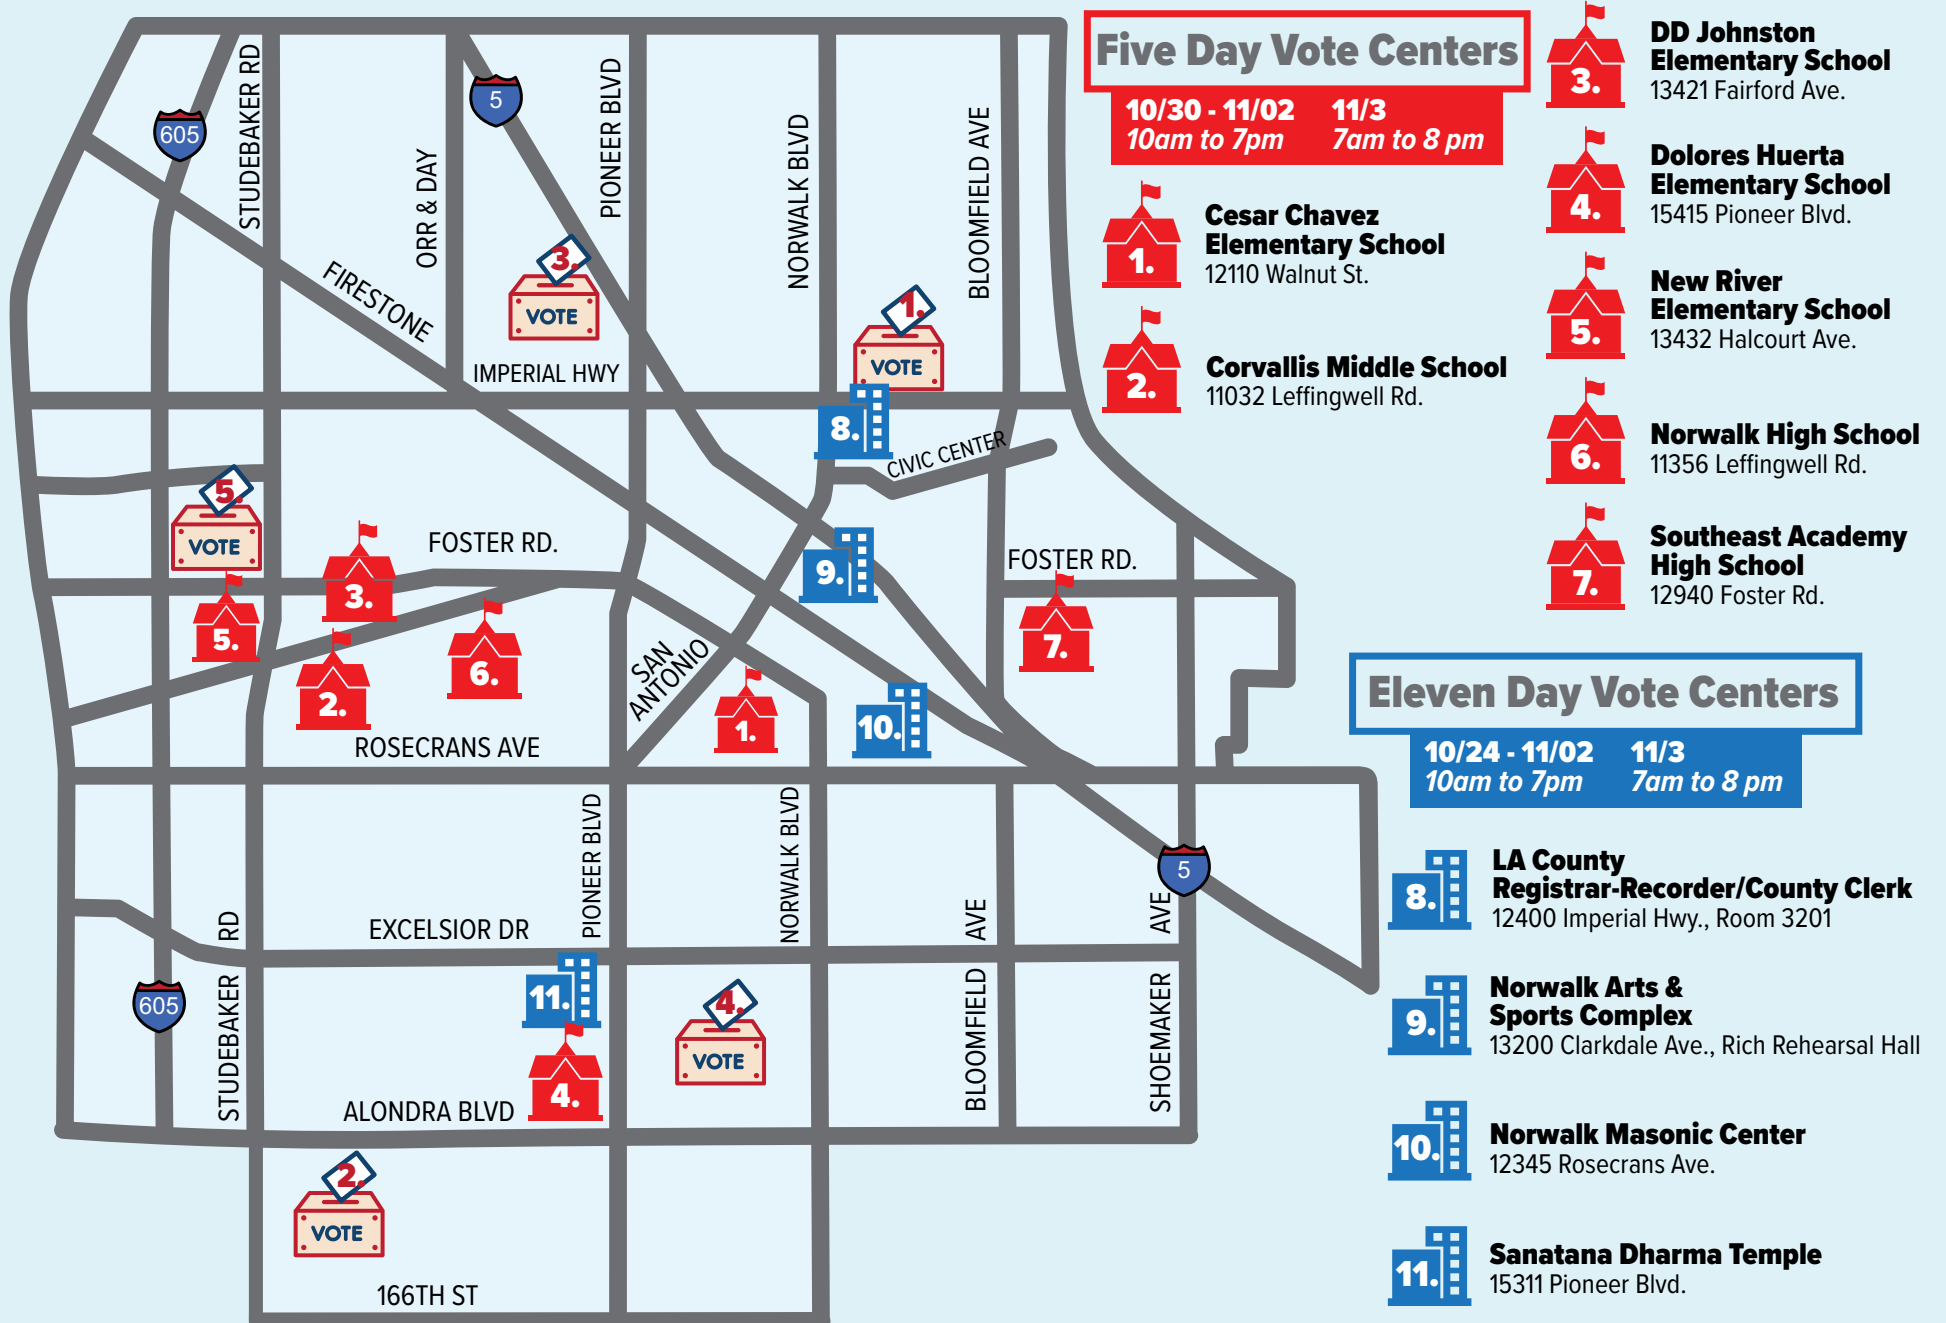 605
STUDEBAKER RD
ORR & DAY
5
PIONEER BLVD
NORWALK BLVD
BLOOMFIELD AVE
FIRESTONE
3.
VOTE
1.
VOTE
IMPERIAL HWY
8.
CIVIC CENTER
5.
VOTE
FOSTER RD.
3.
5.
2.
6.
9.
FOSTER RD.
7.
SAN
ANTONIO
1.
10.
ROSECRANS AVE
PIONEER BLVD
NORWALK BLVD
5
EXCELSIOR DR
STUDEBAKER RD
BLOOMFIELD AVE
SHOEMAKER AVE
605
11.
4.
4.
VOTE
ALONDRA BLVD
2.
VOTE
166TH ST
Five Day Vote Centers
10/30 - 11/02 11/3
10am to 7pm 7am to 8 pm
1.
Cesar Chavez
Elementary School
12110 Walnut St.
2.
Corvallis Middle School
11032 Leffingwell Rd.
3.
DD Johnston
Elementary School
13421 Fairford Ave.
4.
Dolores Huerta
Elementary School
15415 Pioneer Blvd.
5.
New River
Elementary School
13432 Halcourt Ave.
6.
Norwalk High School
11356 Leffingwell Rd.
7.
Southeast Academy
High School
12940 Foster Rd.
Eleven Day Vote Centers
10/24 - 11/02 11/3
10am to 7pm 7am to 8 pm
8.
LA County
Registrar-Recorder/County Clerk
12400 Imperial Hwy., Room 3201
9.
Norwalk Arts &
Sports Complex
13200 Clarkdale Ave., Rich Rehearsal Hall
10.
Norwalk Masonic Center
12345 Rosecrans Ave.
11.
Sanatana Dharma Temple
15311 Pioneer Blvd.